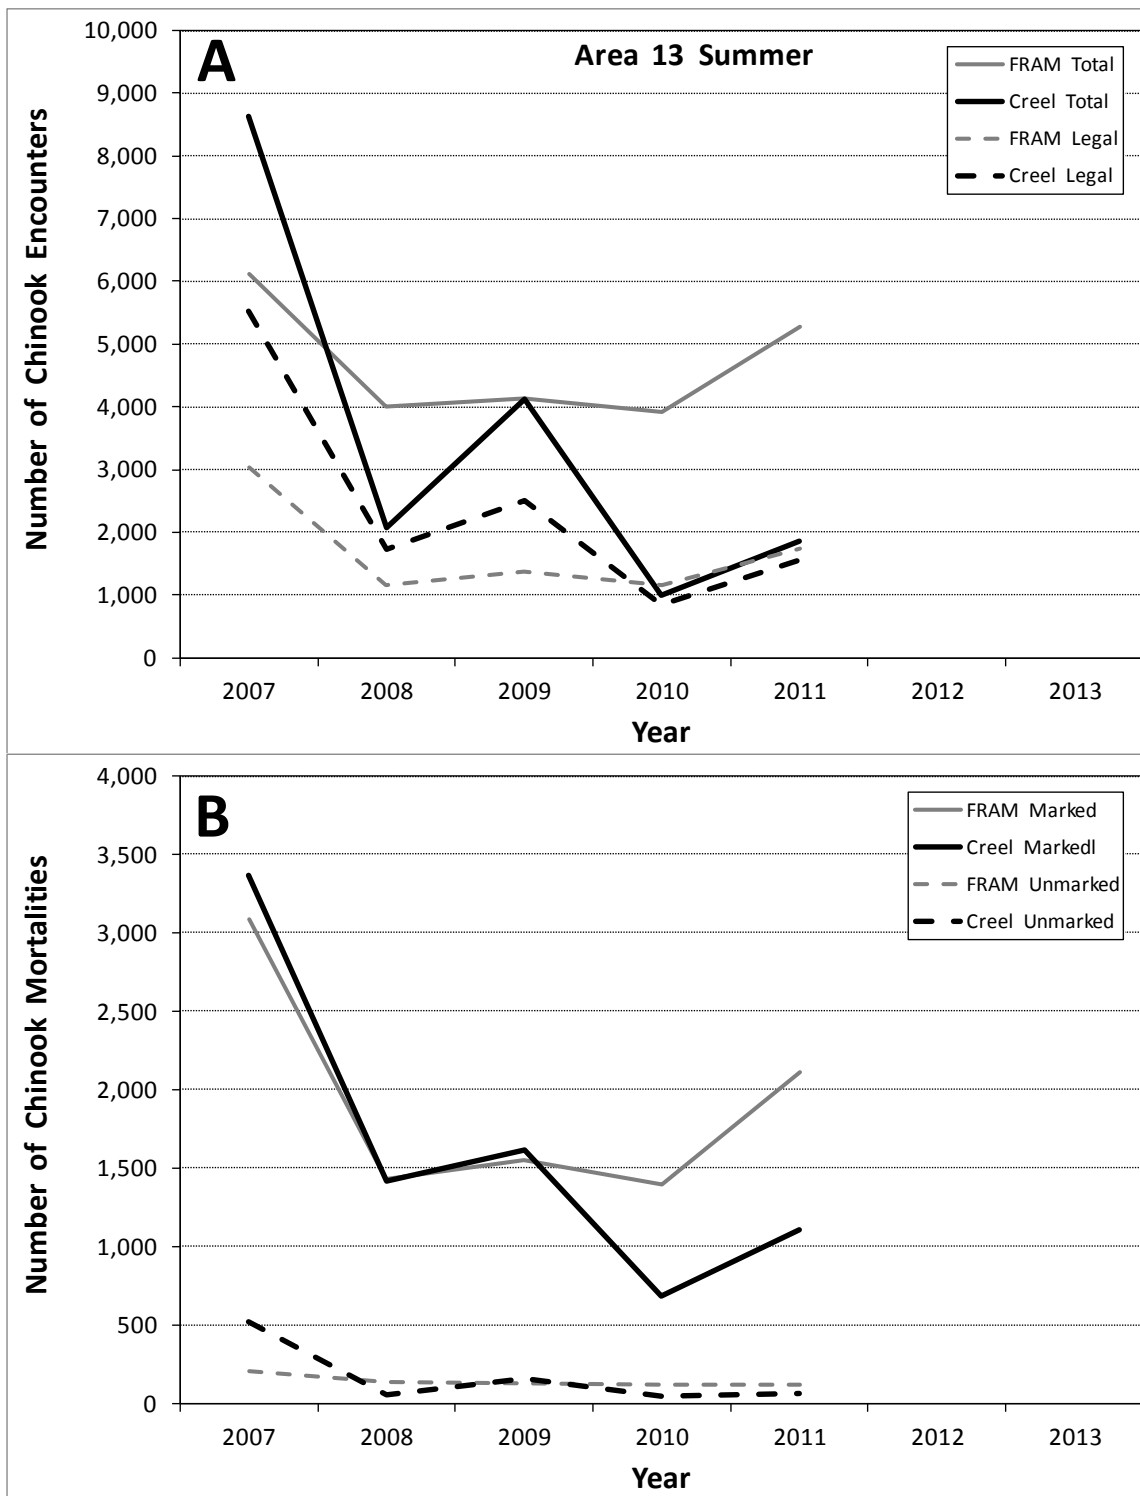 A
Area 13 Summer
FRAM Total
Creel Total
FRAM Legal
Creel Legal
Number of Chinook Encounters
10,000
9,000
8,000
7,000
6,000
5,000
4,000
3,000
2,000
1,000
0
2007 2008 2009 2010 2011 2012 2013
Year
B
FRAM Marked
Creel Markedl
FRAM Unmarked
Creel Unmarked
Number of Chinook Mortalities
4,000
3,500
3,000
2,500
2,000
1,500
1,000
500
0
2007 2008 2009 2010 2011 2012 2013
Year